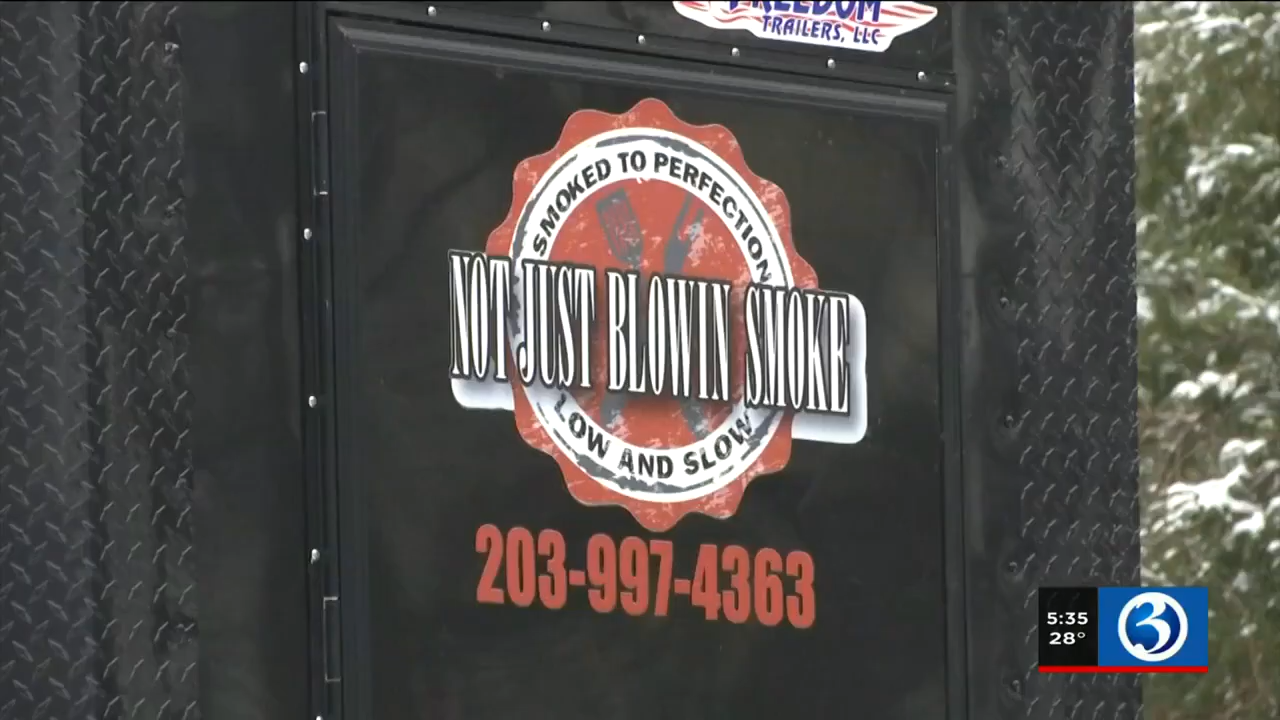 FREEDOM
TRAILERS, LLC
SMOKED TO PERFECTION
NOT JUST BLOWIN SMOKE
LOW AND SLOW
203-997-4363
5:35
28°
3